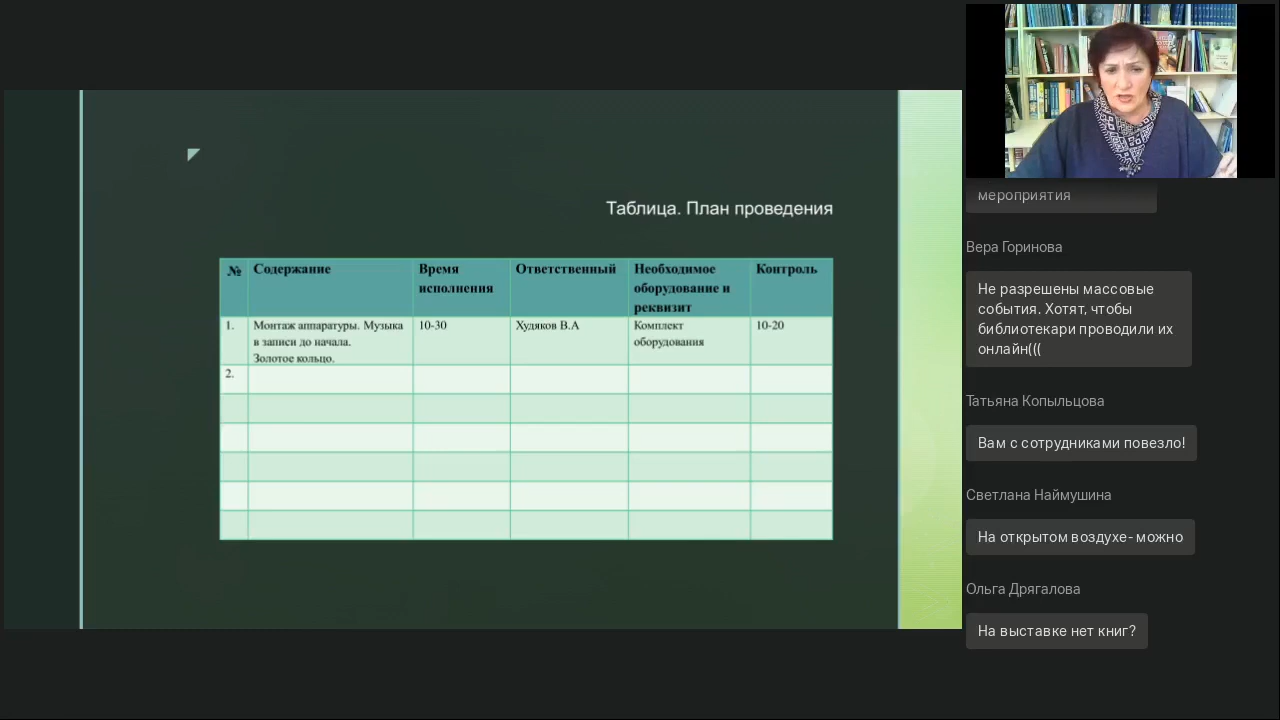 Таблица. План проведения
№
Содержание
Время
исполнения
Ответственный
Необходимое
оборудование и
реквизит
Контроль
1.
Монтаж аппаратуры. Музыка
в записи до начала.
Золотое кольцо.
10-30
Худяков В.А
Комплект
оборудования
10-20
2.
мероприятия
Вера Горинова
Не разрешены массовые
события. Хотят, чтобы
библиотекари проводили их
онлайн(((
Татьяна Копыльцова
Вам с сотрудниками повезло!
Светлана Наймушина
На открытом воздухе- можно
Ольга Дрягалова
На выставке нет книг?